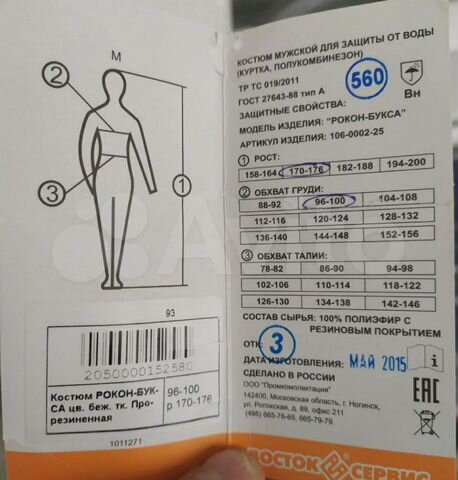 М
2
3
1
93
2050000152580
Костюм РОКОН-БУК-
СА цв. беж. тк. Про-
резиненная
96-100
р 170-176
1011271
КОСТЮМ МУЖСКОЙ ДЛЯ ЗАЩИТЫ ОТ ВОДЫ
(КУРТКА, ПОЛУКОМБИНЕЗОН)
ТР ТС 019/2011
ГОСТ 27643-88 тип А
560
Вн
ЗАЩИТНЫЕ СВОЙСТВА:
МОДЕЛЬ ИЗДЕЛИЯ: "РОКОН-БУКСА"
АРТИКУЛ ИЗДЕЛИЯ: 106-0002-25
1 РОСТ:
158-164 170-176 182-188 194-200
2 ОБХВАТ ГРУДИ:
88-92 96-100 104-108
112-116 120-124 128-132
136-140 144-148 152-156
3 ОБХВАТ ТАЛИИ:
78-82 86-90 94-98
102-106 110-114 118-122
126-130 134-138 142-146
СОСТАВ СЫРЬЯ: 100% ПОЛИЭФИР С
РЕЗИНОВЫМ ПОКРЫТИЕМ
ОТК: 3
ДАТА ИЗГОТОВЛЕНИЯ: МАЙ 2015
СДЕЛАНО В РОССИИ
ООО "Промкомплектация"
142400, Московская область, г. Ногинск,
ул. Рогожская, д. 89, офис 211
(495) 665-76-65, 665-79-79
ЕАС
ВОСТОК СЕРВИС
Avito